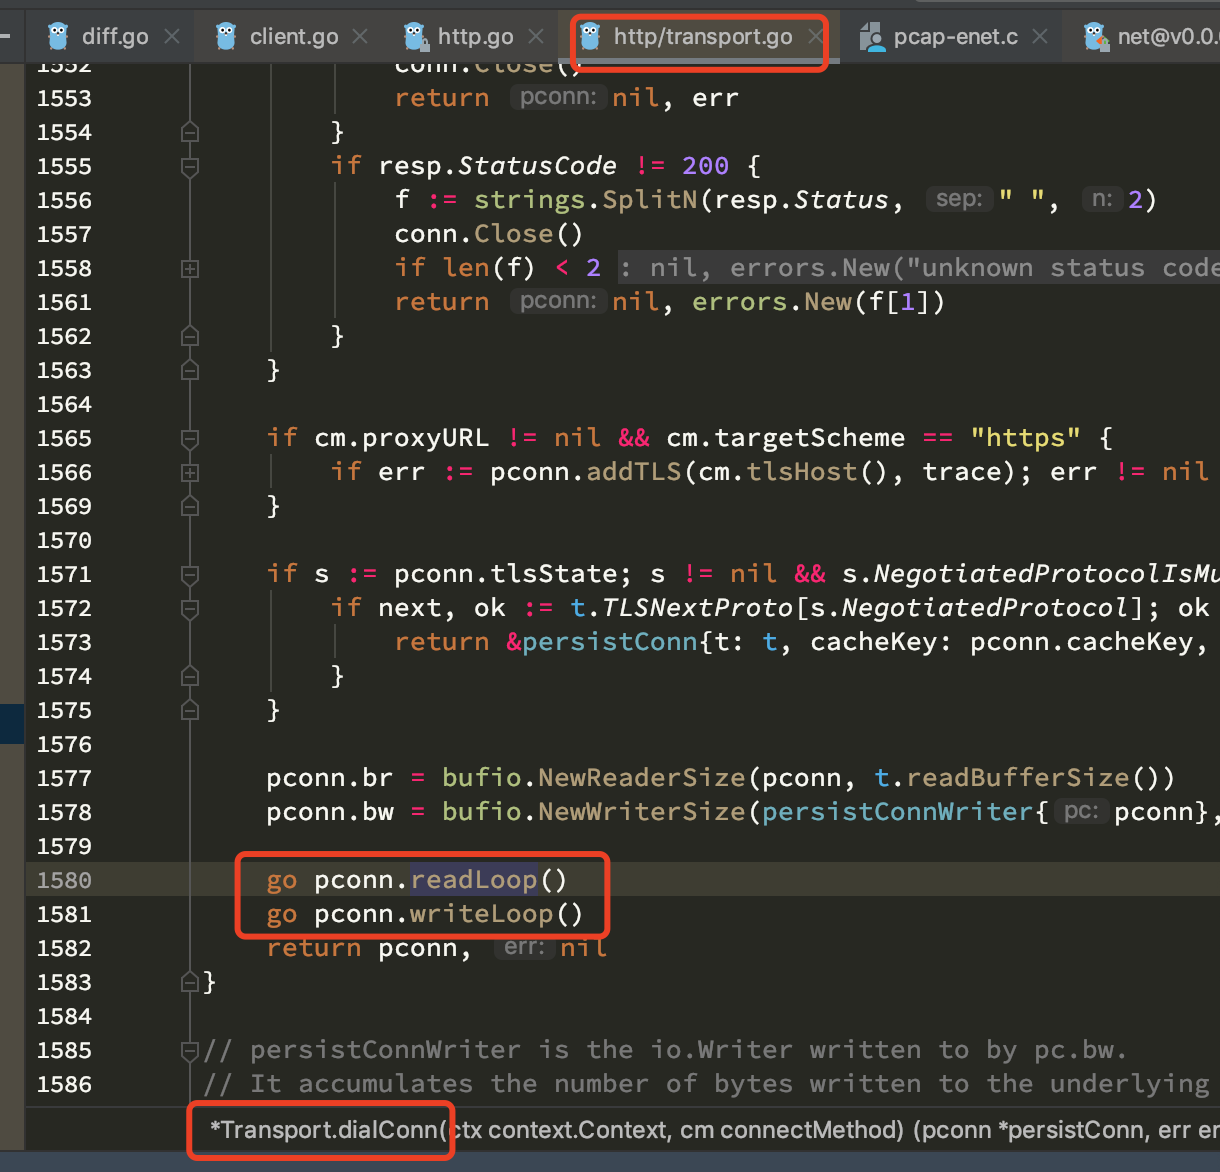 diff.go
client.go
http.go
http/transport.go
pcap-enet.c
net@v0.0.
1552 conn.Close()
1553 return pconn: nil, err
1554 }
1555 if resp.StatusCode != 200 {
1556 f := strings.SplitN(resp.Status, sep: " ", n: 2)
1557 conn.Close()
1558 if len(f) < 2 : nil, errors.New("unknown status code
1561 return pconn: nil, errors.New(f[1])
1562 }
1563 }
1564
1565 if cm.proxyURL != nil && cm.targetScheme == "https" {
1566 if err := pconn.addTLS(cm.tlsHost(), trace); err != nil
1569 }
1570
1571 if s := pconn.tlsState; s != nil && s.NegotiatedProtocolIsMu
1572 if next, ok := t.TLSNextProto[s.NegotiatedProtocol]; ok
1573 return &persistConn{t: t, cacheKey: pconn.cacheKey,
1574 }
1575 }
1576
1577 pconn.br = bufio.NewReaderSize(pconn, t.readBufferSize())
1578 pconn.bw = bufio.NewWriterSize(persistConnWriter{ pc: pconn},
1579
1580 go pconn.readLoop()
1581 go pconn.writeLoop()
1582 return pconn, err: nil
1583 }
1584
1585 // persistConnWriter is the io.Writer written to by pc.bw.
1586 // It accumulates the number of bytes written to the underlying
*Transport.dialConn(ctx context.Context, cm connectMethod) (pconn *persistConn, err er